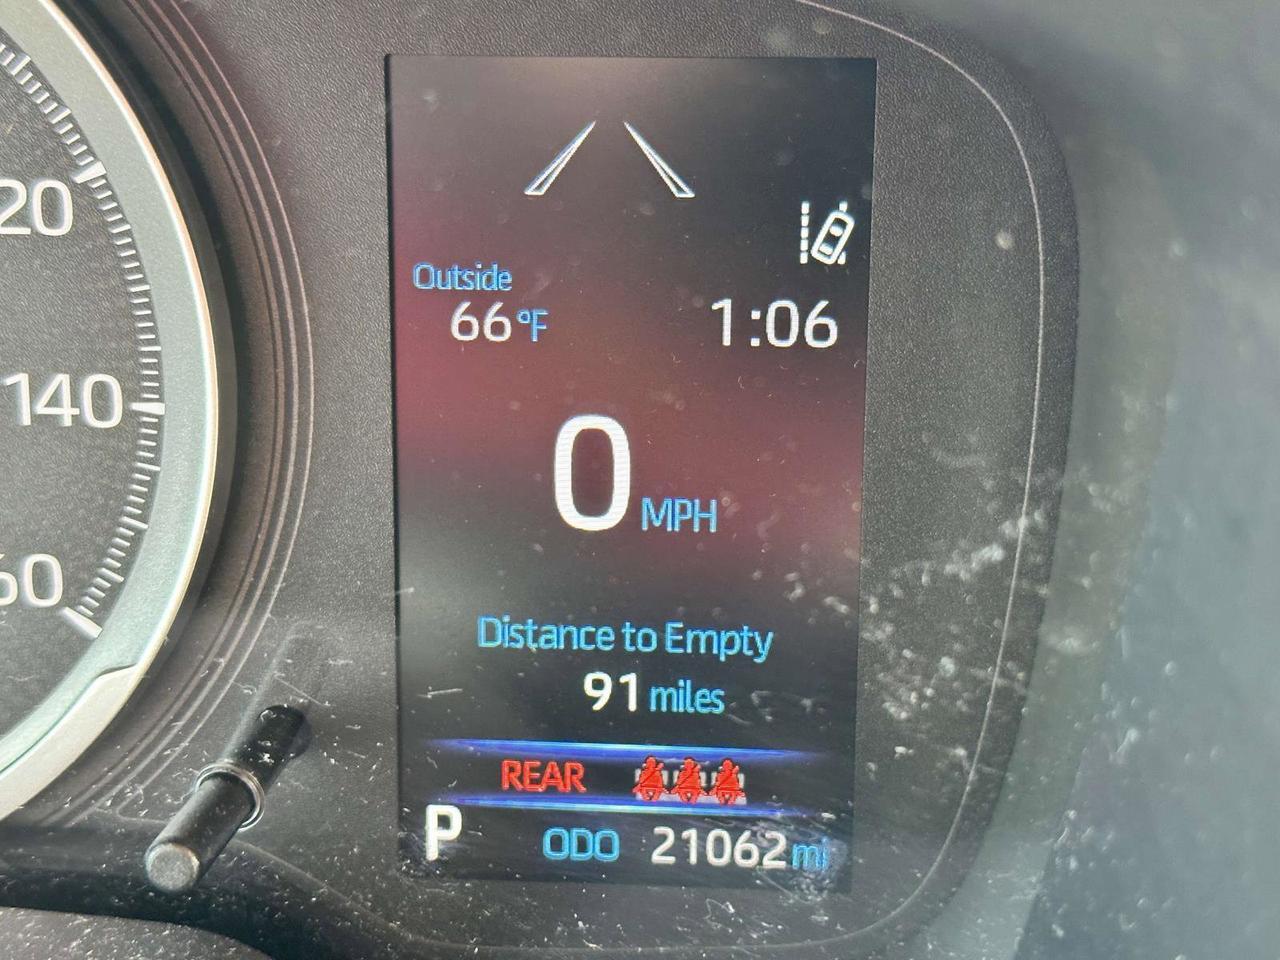 20
140
60
Outside
66°F
1:06
0 MPH
Distance to Empty
91 miles
REAR
P
ODO 21062 mi